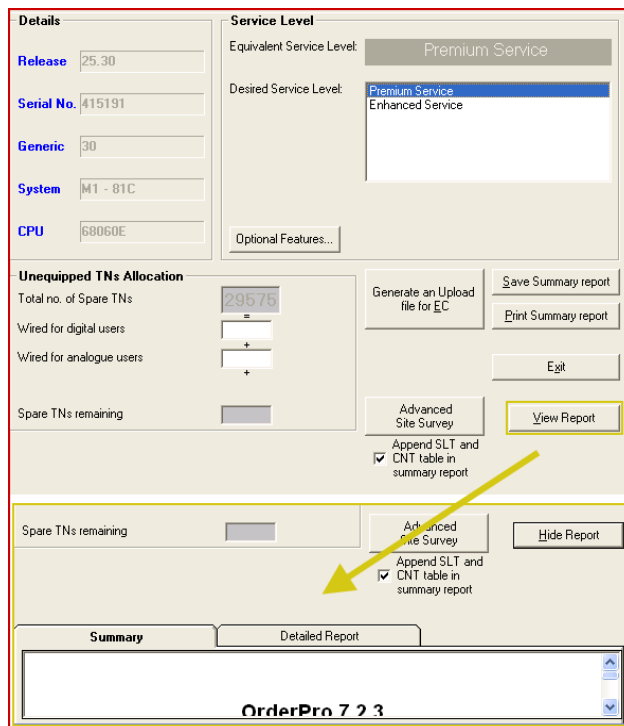 Details
Release 25.30
Serial No. 415191
Generic 30
System M1 - 81C
CPU 68060E
Service Level
Equivalent Service Level: Premium Service
Desired Service Level:
Premium Service
Enhanced Service
Optional Features...
Unequipped TNs Allocation
Total no. of Spare TNs 29575
=
Wired for digital users
+
Wired for analogue users
+
Spare TNs remaining
Generate an Upload
file for EC
Save Summary report
Print Summary report
Exit
Advanced
Site Survey
View Report
Append SLT and
CNT table in
summary report
Spare TNs remaining
Advanced
Site Survey
Hide Report
Append SLT and
CNT table in
summary report
Summary
Detailed Report
OrderPro 7.2.3